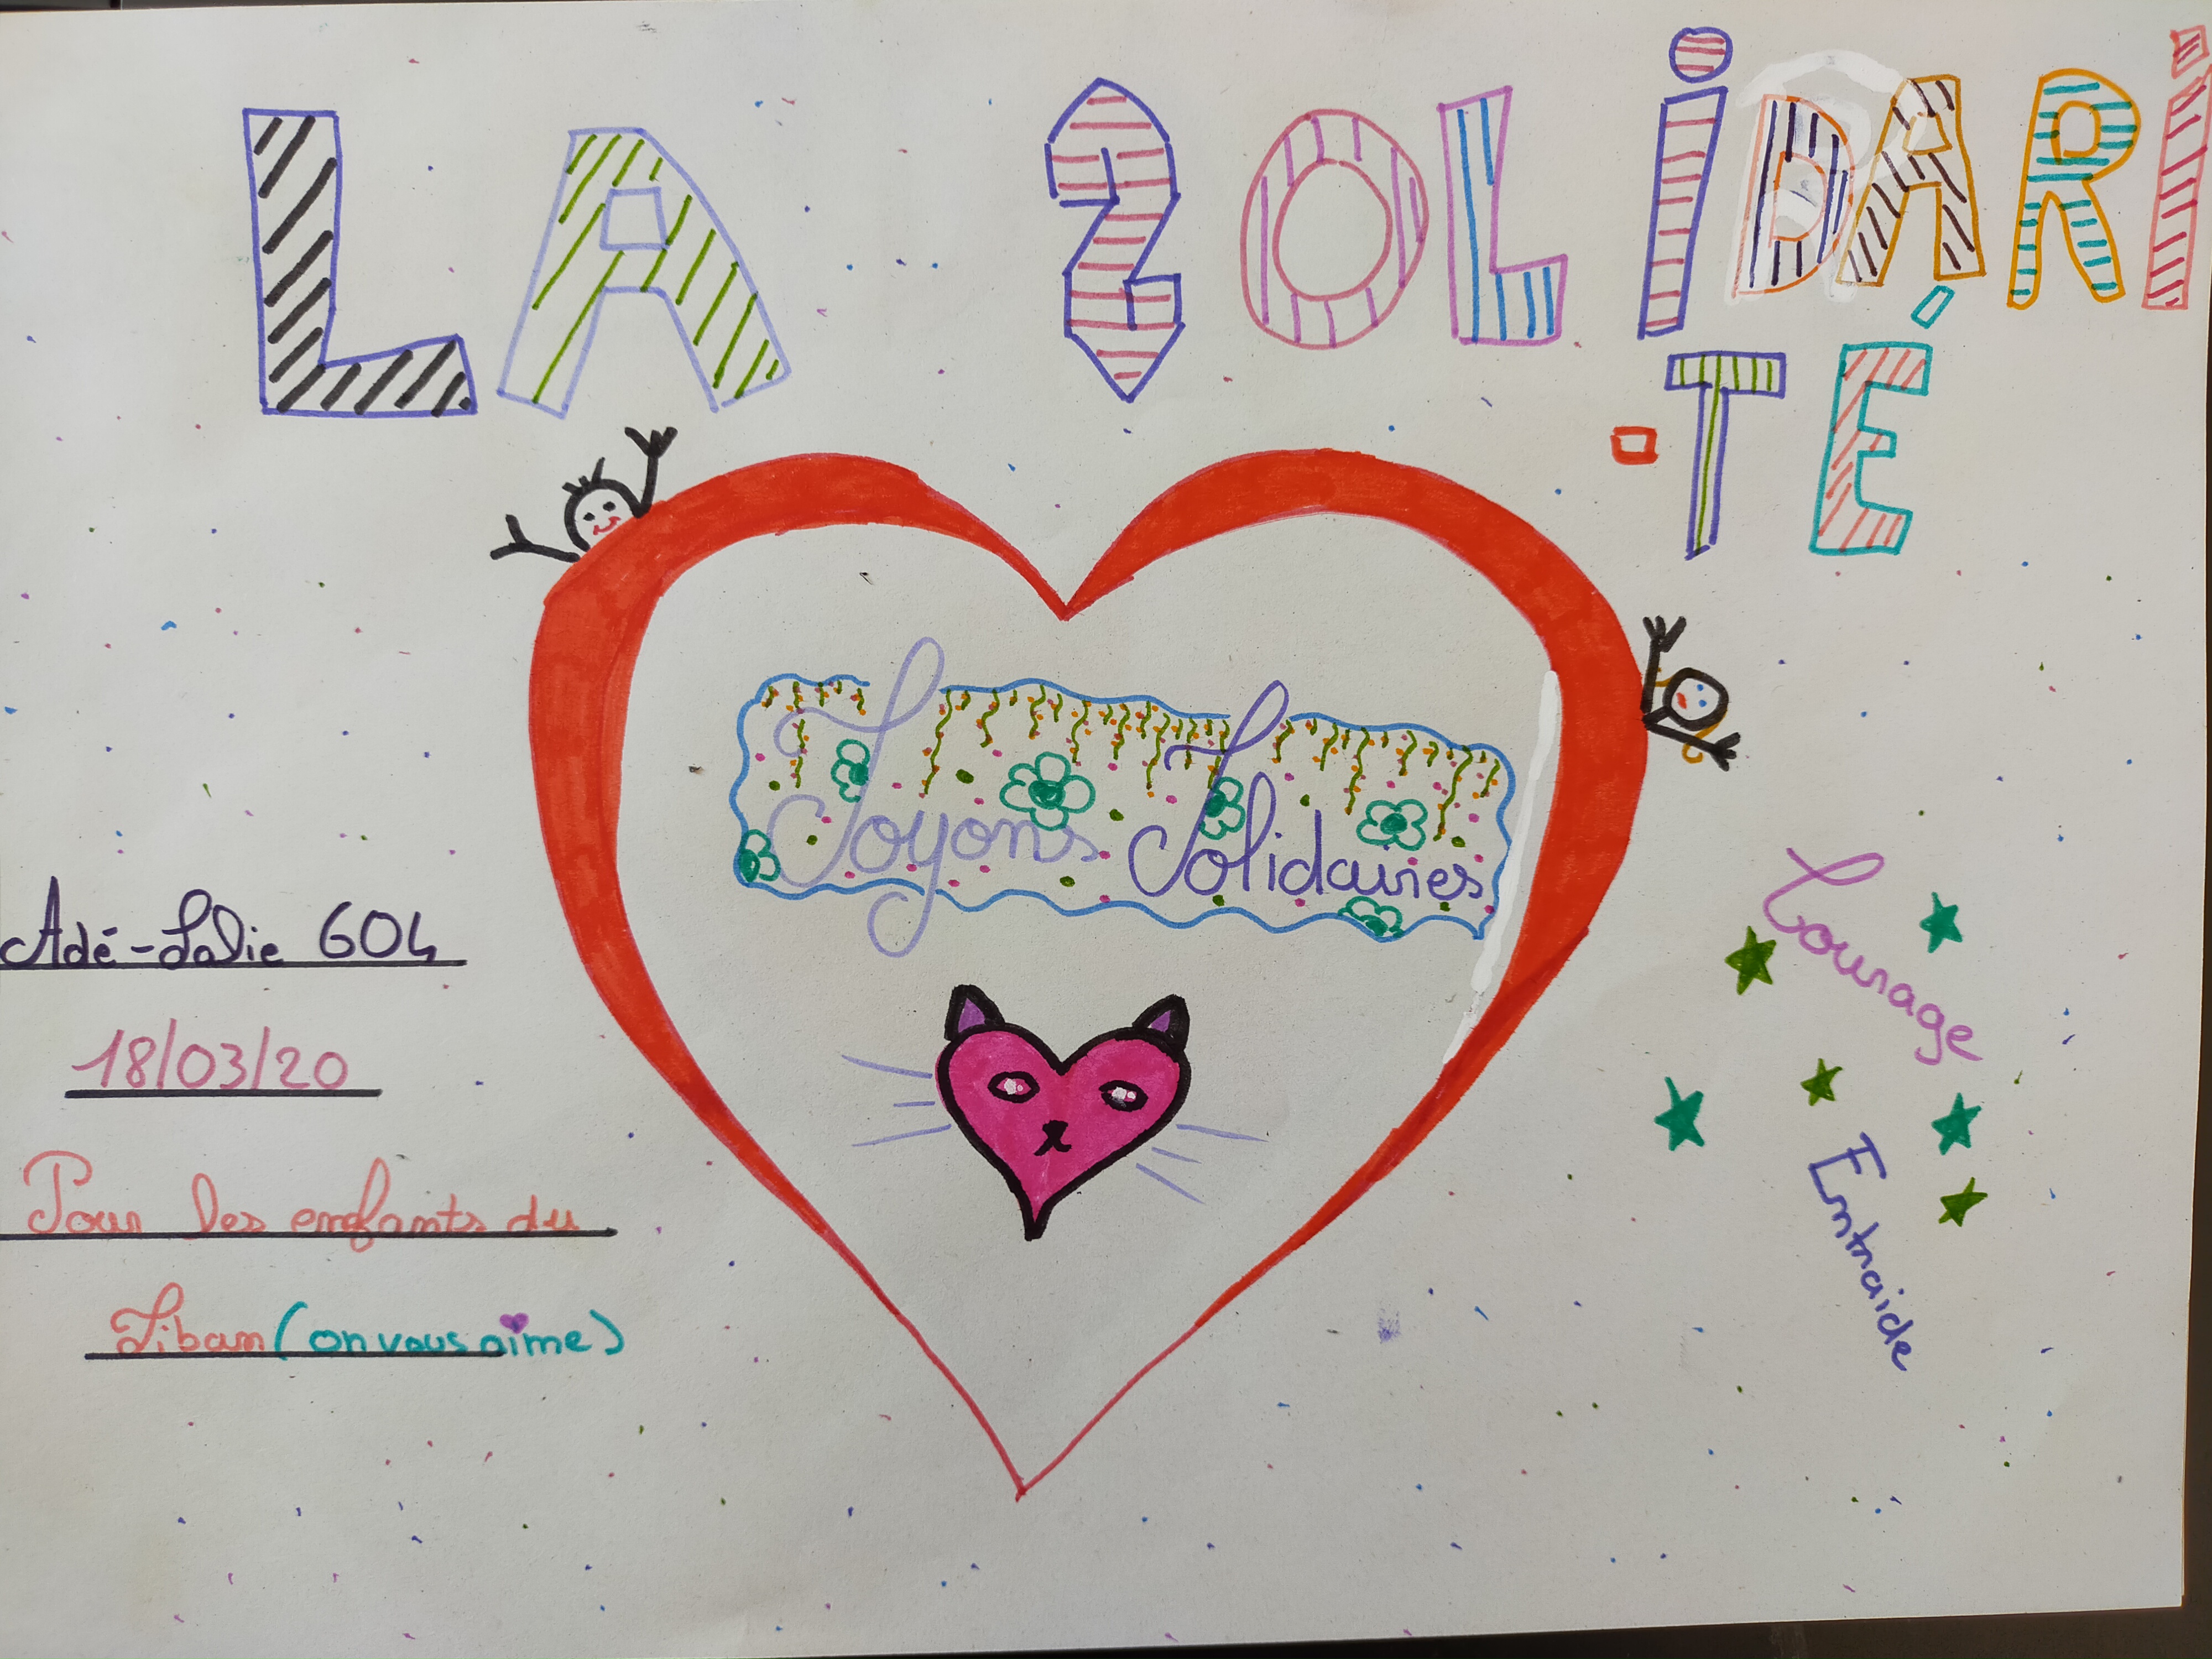 LA SOLIDARI
-TÉ
Soyons Solidaires
Courage
Entraide
Adé-Lalie 604
18/03/20
Pour les enfants du
Liban (on vous aime)